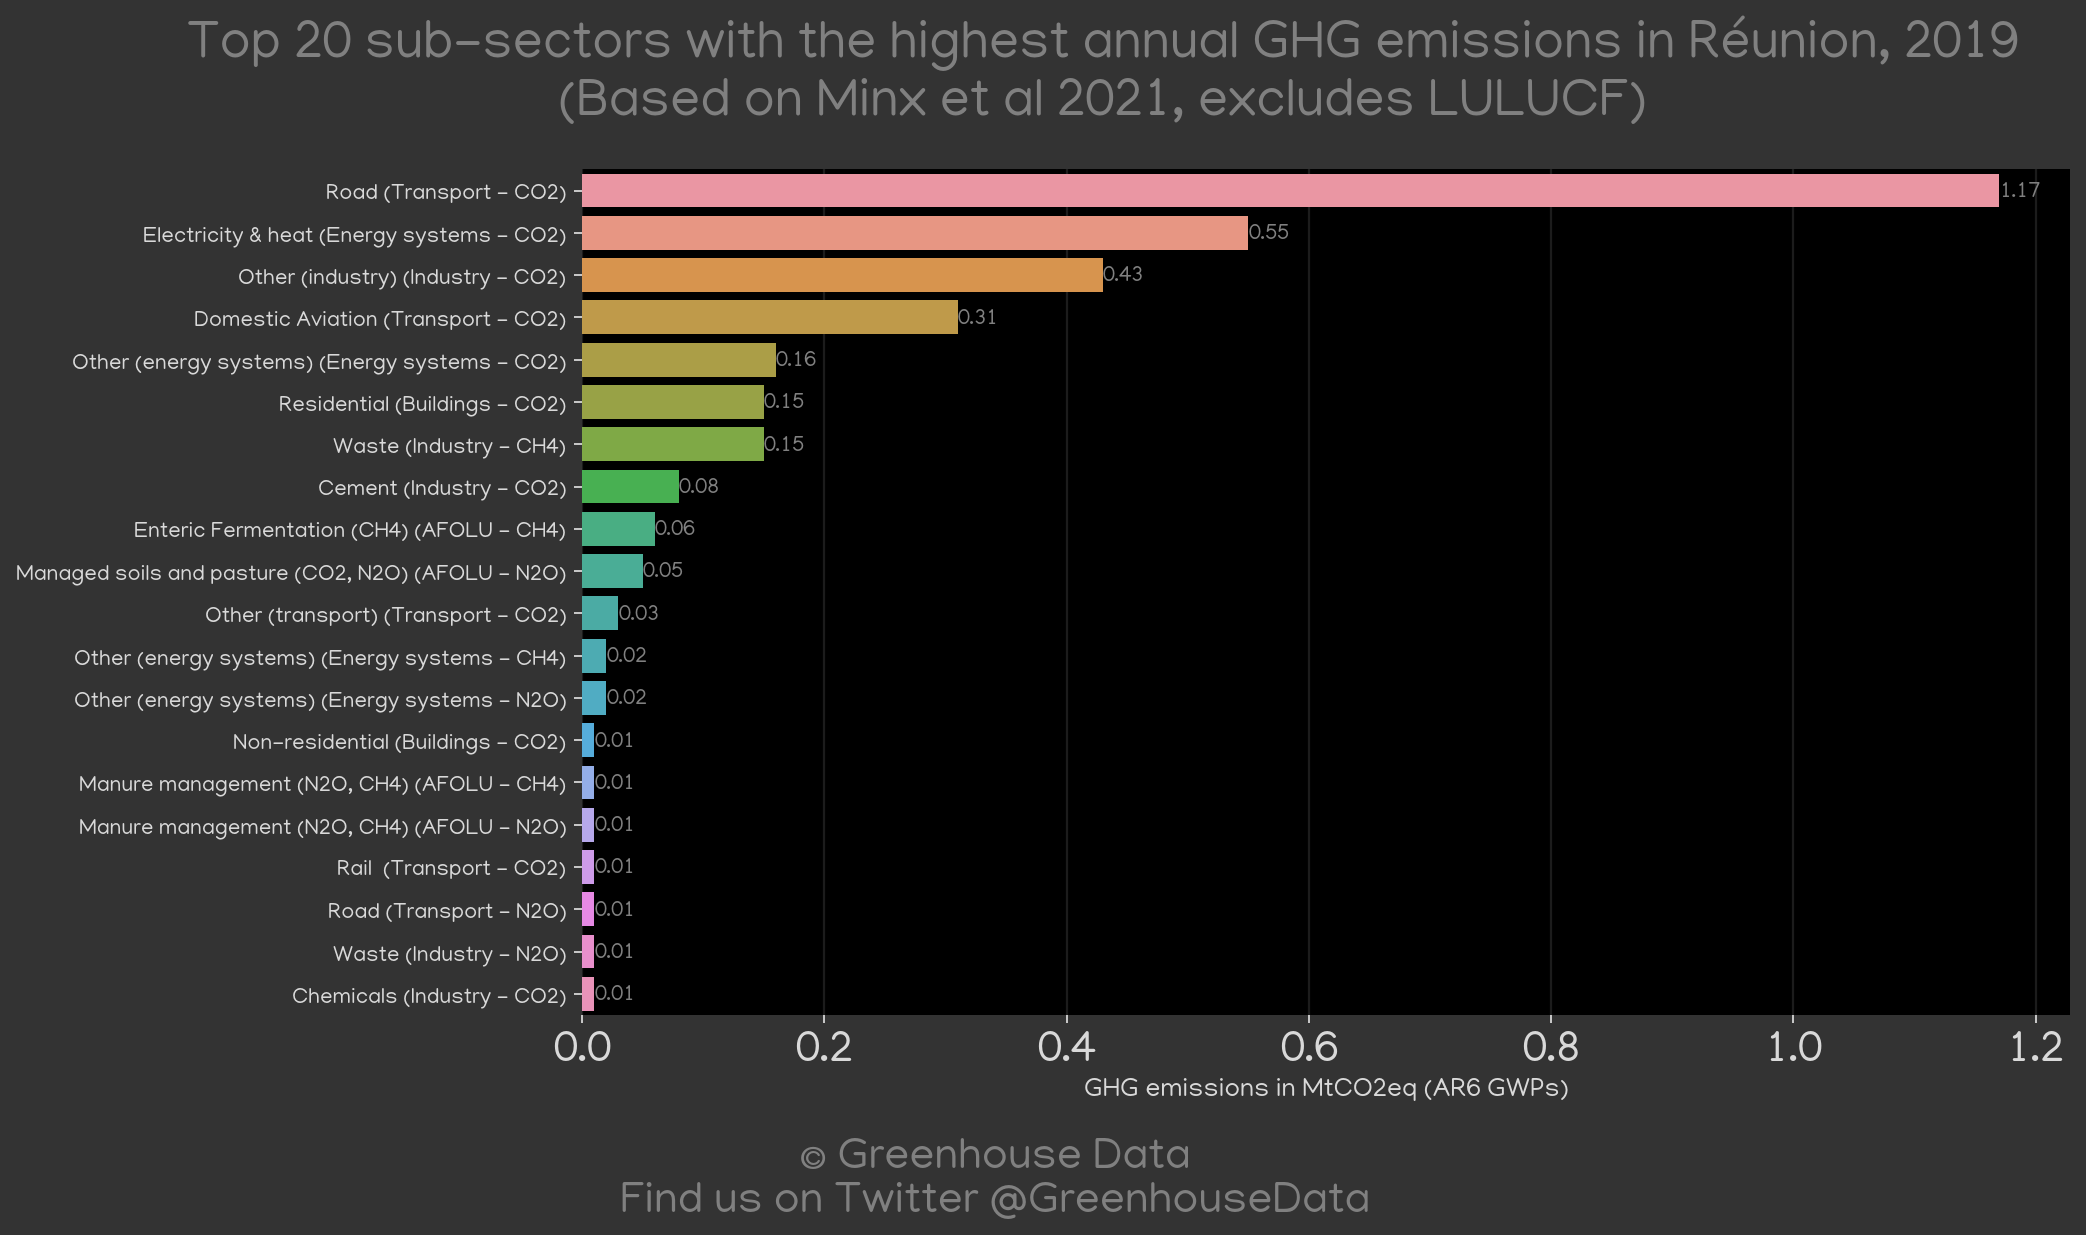 Top 20 sub-sectors with the highest annual GHG emissions in Réunion, 2019
(Based on Minx et al 2021, excludes LULUCF)
Road (Transport - CO2) 1.17
Electricity & heat (Energy systems - CO2) 0.55
Other (industry) (Industry - CO2) 0.43
Domestic Aviation (Transport - CO2) 0.31
Other (energy systems) (Energy systems - CO2) 0.16
Residential (Buildings - CO2) 0.15
Waste (Industry - CH4) 0.15
Cement (Industry - CO2) 0.08
Enteric Fermentation (CH4) (AFOLU - CH4) 0.06
Managed soils and pasture (CO2, N2O) (AFOLU - N2O) 0.05
Other (transport) (Transport - CO2) 0.03
Other (energy systems) (Energy systems - CH4) 0.02
Other (energy systems) (Energy systems - N2O) 0.02
Non-residential (Buildings - CO2) 0.01
Manure management (N2O, CH4) (AFOLU - CH4) 0.01
Manure management (N2O, CH4) (AFOLU - N2O) 0.01
Rail (Transport - CO2) 0.01
Road (Transport - N2O) 0.01
Waste (Industry - N2O) 0.01
Chemicals (Industry - CO2) 0.01
0.0 0.2 0.4 0.6 0.8 1.0 1.2
GHG emissions in MtCO2eq (AR6 GWPs)
© Greenhouse Data
Find us on Twitter @GreenhouseData